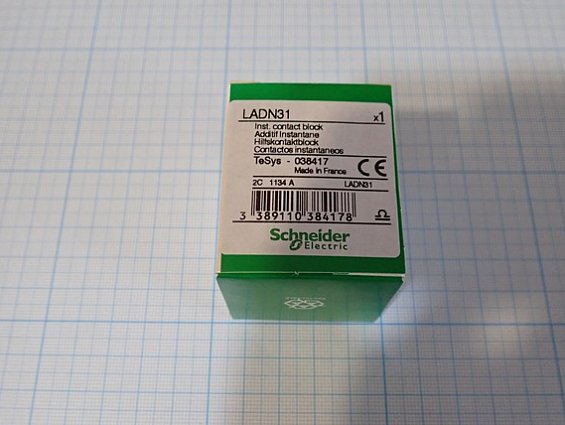 LADN31 x1
Inst. contact block
Additif Instantane
Hilfskontaktblock
Contactos instantaneos
TeSys - 038417
Made In France
CE
2C 1134 A LADN31
3 389110 384178
Schneider
Electric